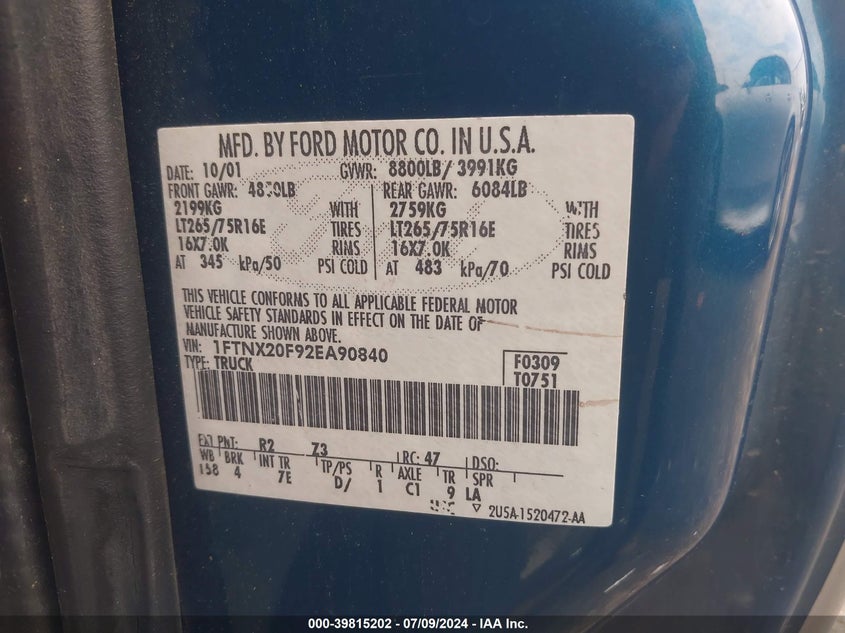 MFD. BY FORD MOTOR CO. IN U.S.A.
DATE: 10/01 GVWR: 8800LB/ 3991KG
FRONT GAWR: 4850LB REAR GAWR: 6084LB
2199KG WITH 2759KG WITH
LT265/75R16E TIRES LT265/75R16E TIRES
16X7.0K RIMS 16X7.0K RIMS
AT 345 kPa/50 PSI COLD AT 483 kPa/70 PSI COLD
THIS VEHICLE CONFORMS TO ALL APPLICABLE FEDERAL MOTOR
VEHICLE SAFETY STANDARDS IN EFFECT ON THE DATE OF
MANUFACTURE SHOWN ABOVE.
VIN: 1FTNX20F92EA90840
TYPE: TRUCK
F0309
T0751
EXT PNT: R2 Z3 RC: 47 DSO:
WB BRK INT TR TP/PS R AXLE TR SPR
158 4 7E D/ 1 C1 9 LA
▽ 2USA-1520472-AA
000-39815202 - 07/09/2024 - IAA Inc.